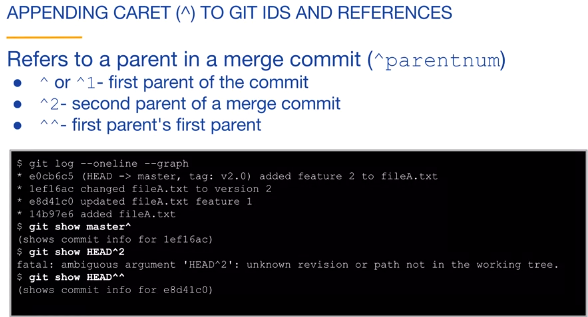 APPENDING CARET (^) TO GIT IDS AND REFERENCES
Refers to a parent in a merge commit (^parentnum)
● ^ or ^1- first parent of the commit
● ^2- second parent of a merge commit
● ^^- first parent's first parent
$ git log --oneline --graph
* e0cb6c5 (HEAD -> master, tag: v2.0) added feature 2 to fileA.txt
* 1ef16ac changed fileA.txt to version 2
* e8d41c0 updated fileA.txt feature 1
* 14b97e6 added fileA.txt
$ git show master^
(shows commit info for 1ef16ac)
$ git show HEAD^2
fatal: ambiguous argument 'HEAD^2': unknown revision or path not in the working tree.
$ git show HEAD^^
(shows commit info for e8d41c0)